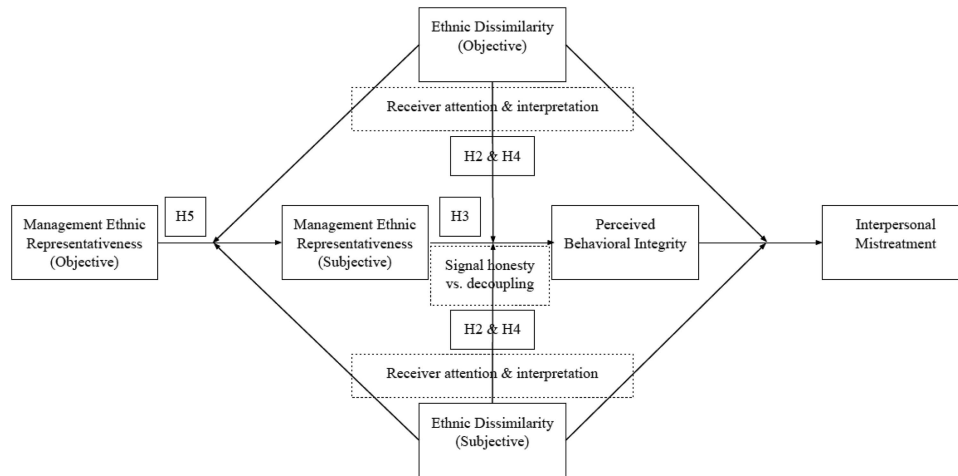 Ethnic Dissimilarity
(Objective)
Receiver attention & interpretation
H2 & H4
H5
H3
Management Ethnic
Representativeness
(Objective)
Management Ethnic
Representativeness
(Subjective)
Perceived
Behavioral Integrity
Interpersonal
Mistreatment
Signal honesty
vs. decoupling
H2 & H4
Receiver attention & interpretation
Ethnic Dissimilarity
(Subjective)